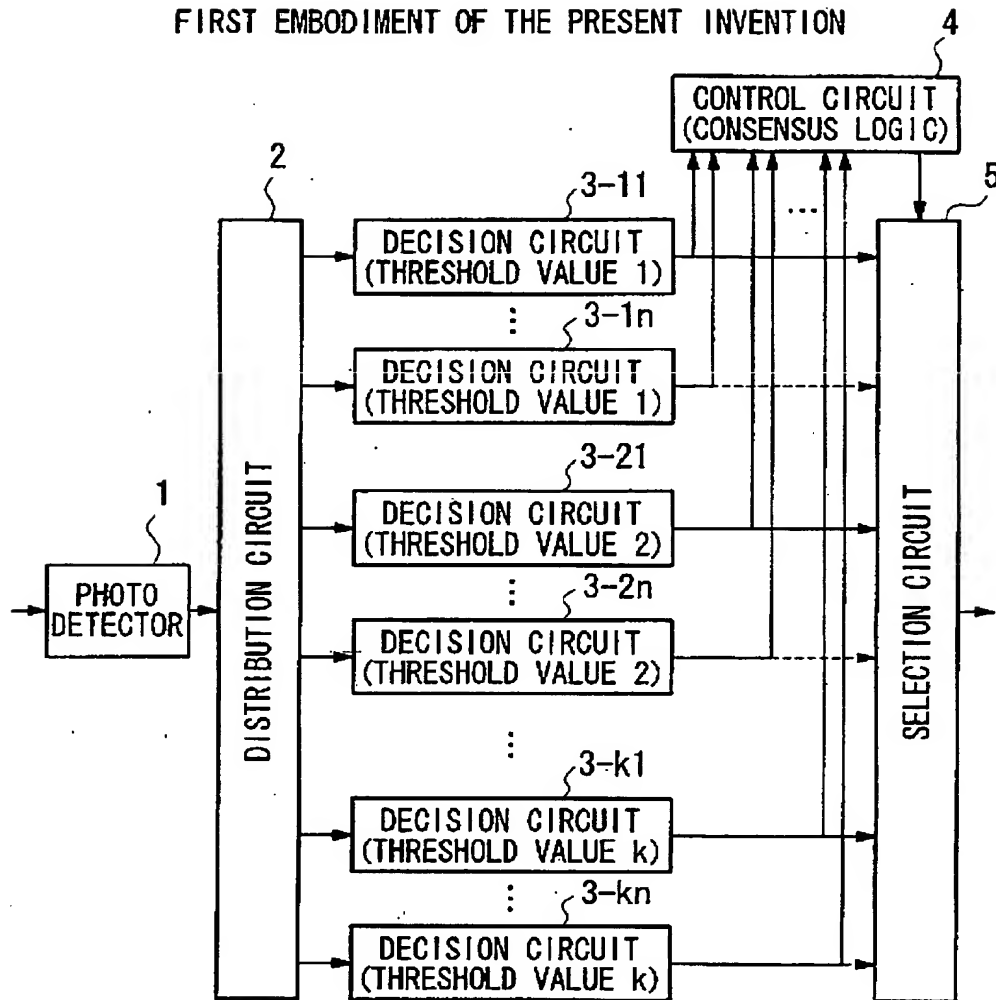 FIRST EMBODIMENT OF THE PRESENT INVENTION
4
CONTROL CIRCUIT
(CONSENSUS LOGIC)
2
3-11
5
DECISION CIRCUIT
(THRESHOLD VALUE 1)
...
⋮
3-1n
DECISION CIRCUIT
(THRESHOLD VALUE 1)
3-21
DECISION CIRCUIT
(THRESHOLD VALUE 2)
⋮
3-2n
DECISION CIRCUIT
(THRESHOLD VALUE 2)
1
PHOTO
DETECTOR
DISTRIBUTION CIRCUIT
SELECTION CIRCUIT
⋮
3-k1
DECISION CIRCUIT
(THRESHOLD VALUE k)
⋮
3-kn
DECISION CIRCUIT
(THRESHOLD VALUE k)